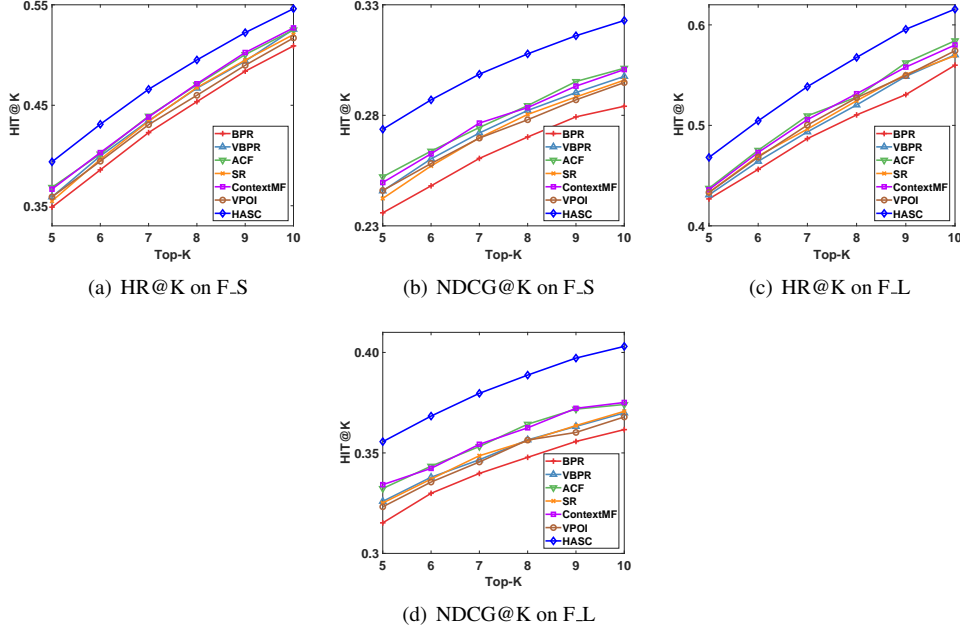 0.55
0.45
0.35
HIT@K
5 6 7 8 9 10
Top-K
BPR
VBPR
ACF
SR
ContextMF
VPOI
HASC
(a) HR@K on F_S
0.33
0.28
0.23
HIT@K
5 6 7 8 9 10
Top-K
BPR
VBPR
ACF
SR
ContextMF
VPOI
HASC
(b) NDCG@K on F_S
0.6
0.5
0.4
HIT@K
5 6 7 8 9 10
Top-K
BPR
VBPR
ACF
SR
ContextMF
VPOI
HASC
(c) HR@K on F_L
0.40
0.35
0.3
HIT@K
5 6 7 8 9 10
Top-K
BPR
VBPR
ACF
SR
ContextMF
VPOI
HASC
(d) NDCG@K on F_L